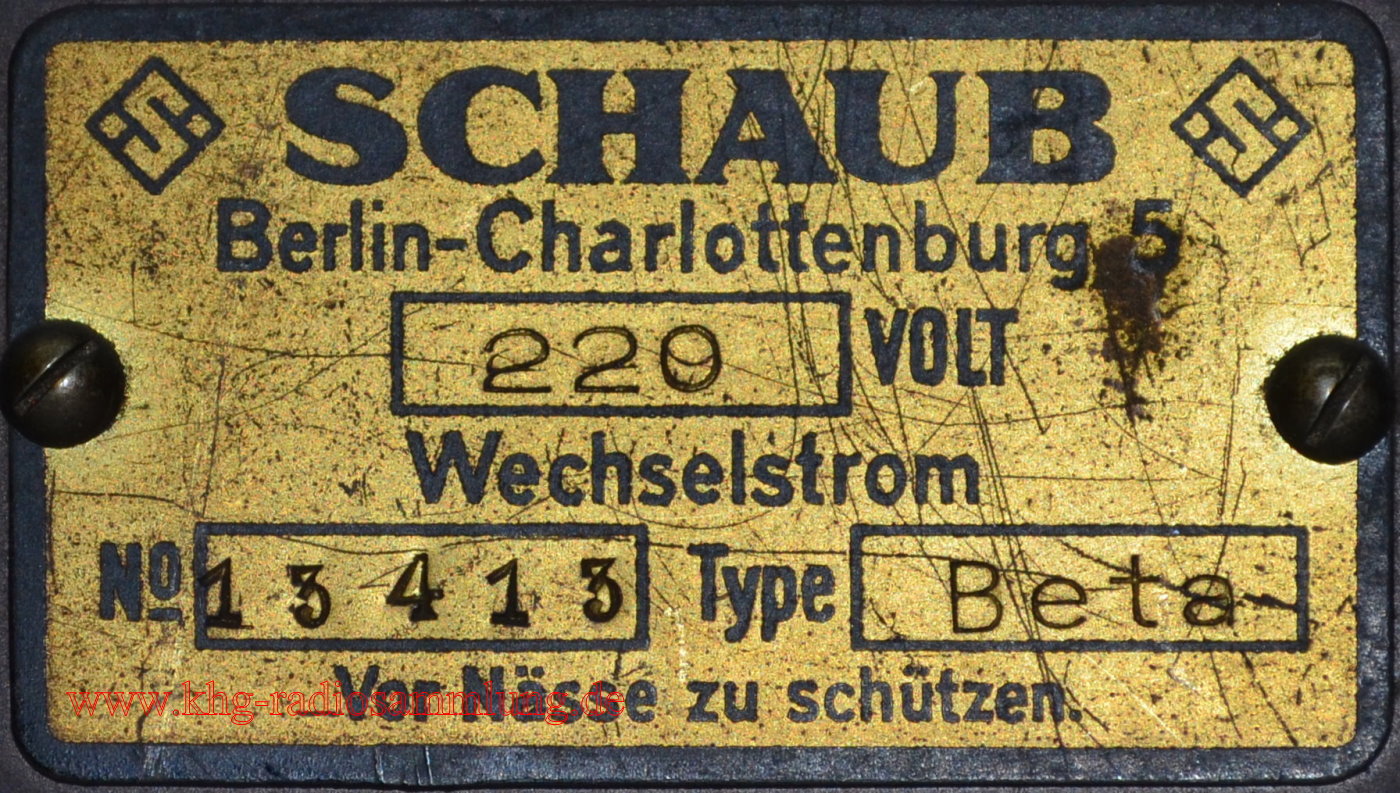 SCHAUB
Berlin-Charlottenburg 5
220 VOLT
Wechselstrom
No 13413 Type Beta
Vor Nässe zu schützen.
www.khg-radiosammlung.de